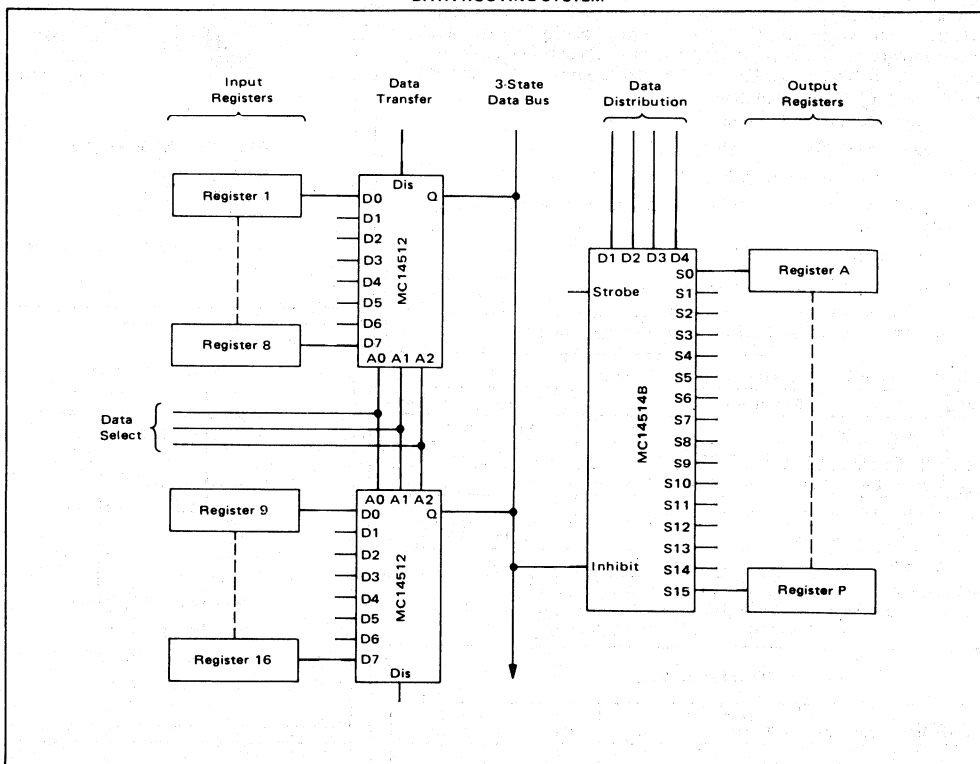 DATA ROUTING SYSTEM
Input
Registers
Data
Transfer
3-State
Data Bus
Data
Distribution
Output
Registers
Register 1
Register 8
Dis
D0
D1
D2
D3
D4
D5
D6
D7
Q
MC14512
A0 A1 A2
Data
Select
Register 9
Register 16
A0 A1 A2
D0
D1
D2
D3
D4
D5
D6
D7
Q
MC14512
Dis
D1 D2 D3 D4
Strobe
Inhibit
MC14514B
S0
S1
S2
S3
S4
S5
S6
S7
S8
S9
S10
S11
S12
S13
S14
S15
Register A
Register P